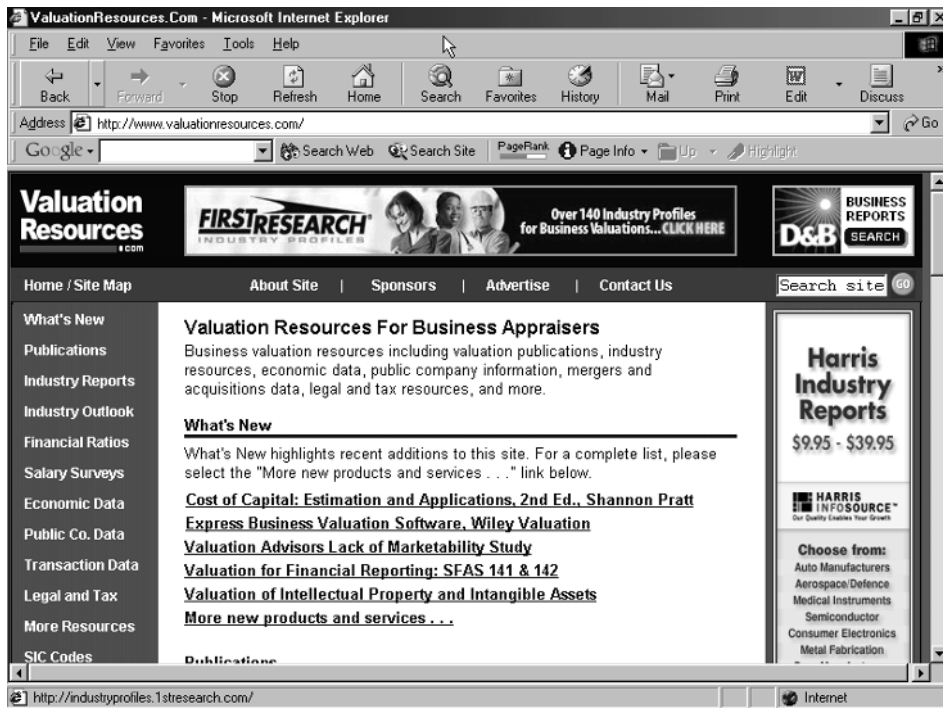 ValuationResources.Com - Microsoft Internet Explorer
File Edit View Favorites Tools Help
Back Forward Stop Refresh Home Search Favorites History Mail Print Edit Discuss
Address http://www.valuationresources.com/ Go
Google Search Web Search Site PageRank Page Info Up Highlight
Valuation
Resources
.com
FIRST RESEARCH
INDUSTRY PROFILES
Over 140 Industry Profiles
for Business Valuations...CLICK HERE
D&B
BUSINESS
REPORTS
SEARCH
Home / Site Map About Site | Sponsors | Advertise | Contact Us Search site GO
What's New
Publications
Industry Reports
Industry Outlook
Financial Ratios
Salary Surveys
Economic Data
Public Co. Data
Transaction Data
Legal and Tax
More Resources
SIC Codes
Valuation Resources For Business Appraisers
Business valuation resources including valuation publications, industry
resources, economic data, public company information, mergers and
acquisitions data, legal and tax resources, and more.
What's New
What's New highlights recent additions to this site. For a complete list, please
select the "More new products and services . . ." link below.
Cost of Capital: Estimation and Applications, 2nd Ed., Shannon Pratt
Express Business Valuation Software, Wiley Valuation
Valuation Advisors Lack of Marketability Study
Valuation for Financial Reporting: SFAS 141 & 142
Valuation of Intellectual Property and Intangible Assets
More new products and services . . .
Publications
Harris
Industry
Reports
$9.95 - $39.95
HARRIS
INFOSOURCE™
Our Quality Enables Your Growth
Choose from:
Auto Manufacturers
Aerospace/Defence
Medical Instruments
Semiconductor
Consumer Electronics
Metal Fabrication
http://industryprofiles.1stresearch.com/ Internet